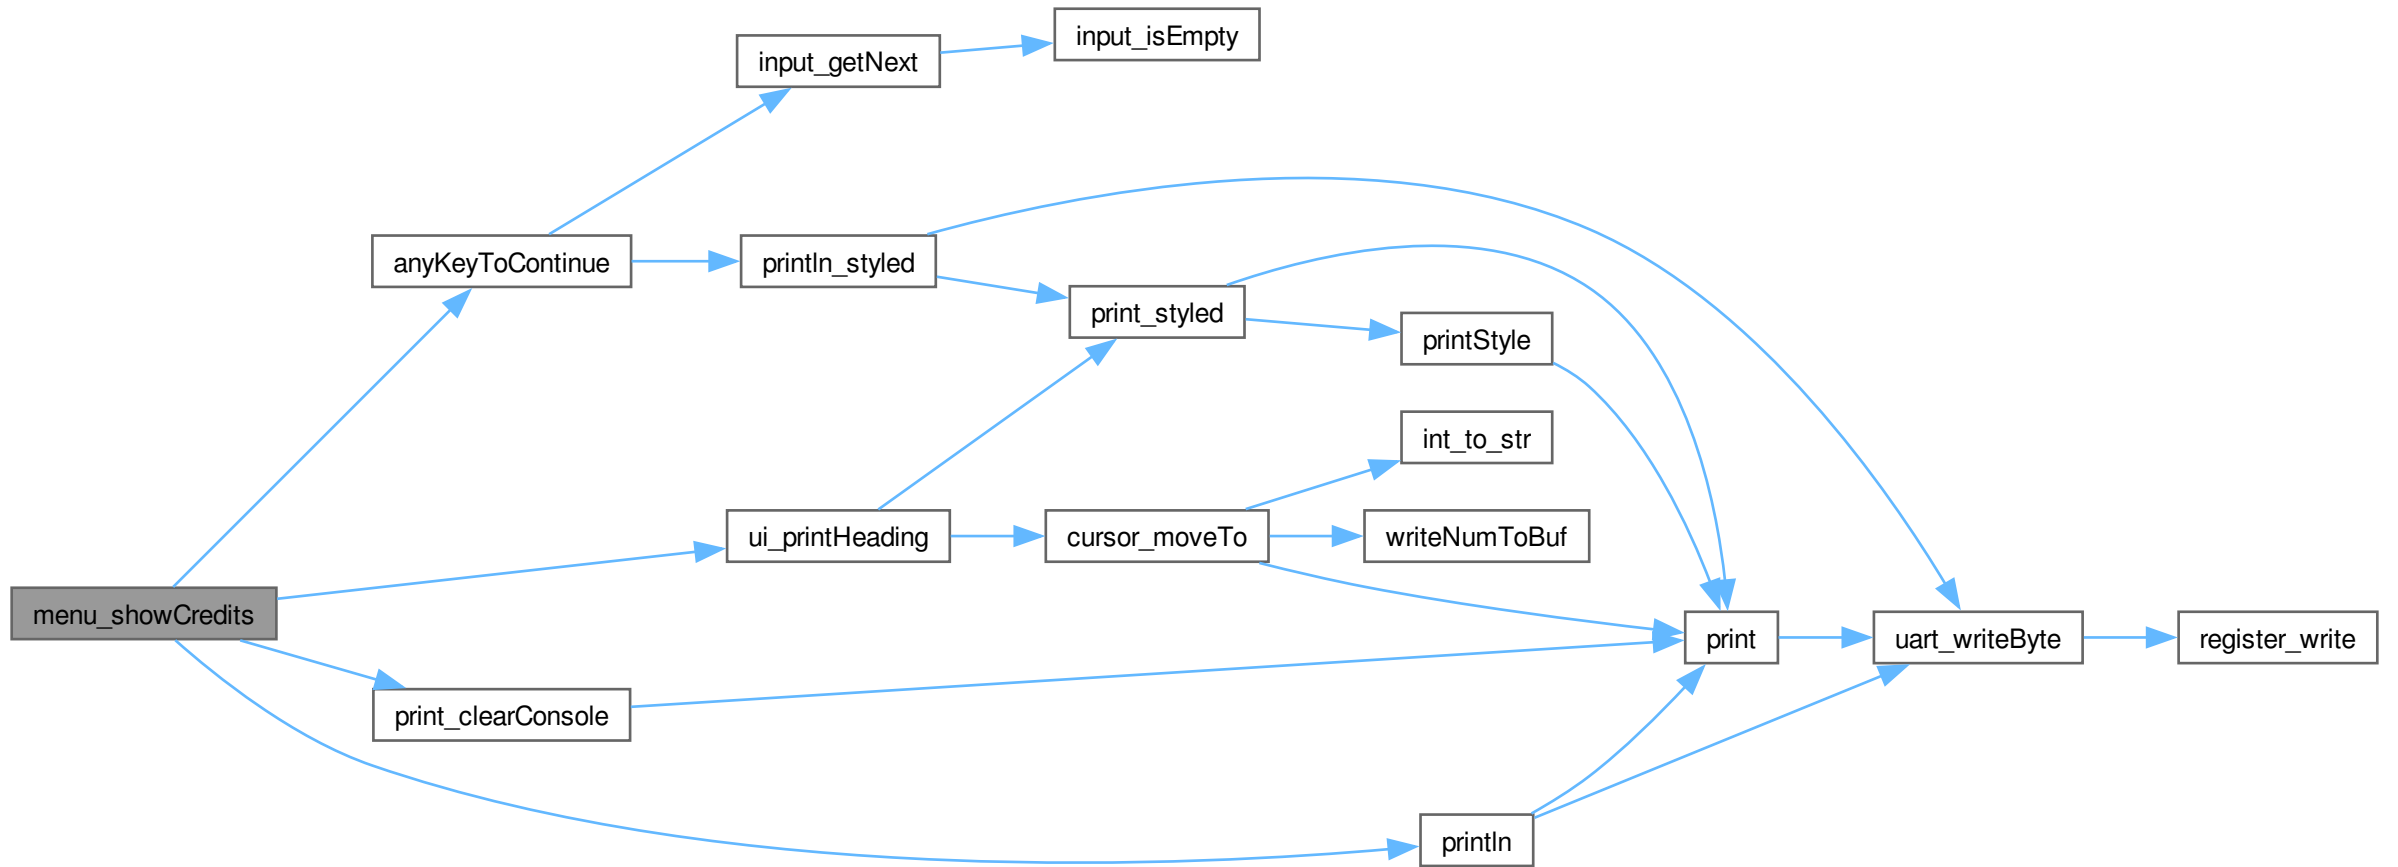 input_isEmpty
input_getNext
anyKeyToContinue
println_styled
print_styled
printStyle
int_to_str
ui_printHeading
cursor_moveTo
writeNumToBuf
menu_showCredits
print
uart_writeByte
register_write
print_clearConsole
println